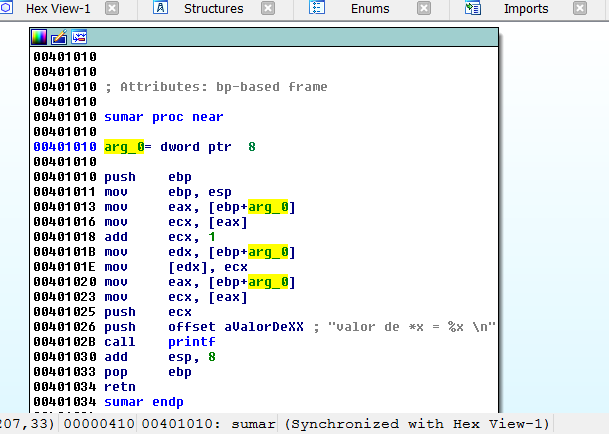 Hex View-1 Structures Enums Imports
00401010
00401010
00401010 ; Attributes: bp-based frame
00401010
00401010 sumar proc near
00401010
00401010 arg_0= dword ptr  8
00401010
00401010 push    ebp
00401011 mov     ebp, esp
00401013 mov     eax, [ebp+arg_0]
00401016 mov     ecx, [eax]
00401018 add     ecx, 1
0040101B mov     edx, [ebp+arg_0]
0040101E mov     [edx], ecx
00401020 mov     eax, [ebp+arg_0]
00401023 mov     ecx, [eax]
00401025 push    ecx
00401026 push    offset aValorDeXX ; "valor de *x = %x \n"
0040102B call    printf
00401030 add     esp, 8
00401033 pop     ebp
00401034 retn
00401034 sumar endp
207,33) 00000410 00401010: sumar (Synchronized with Hex View-1)